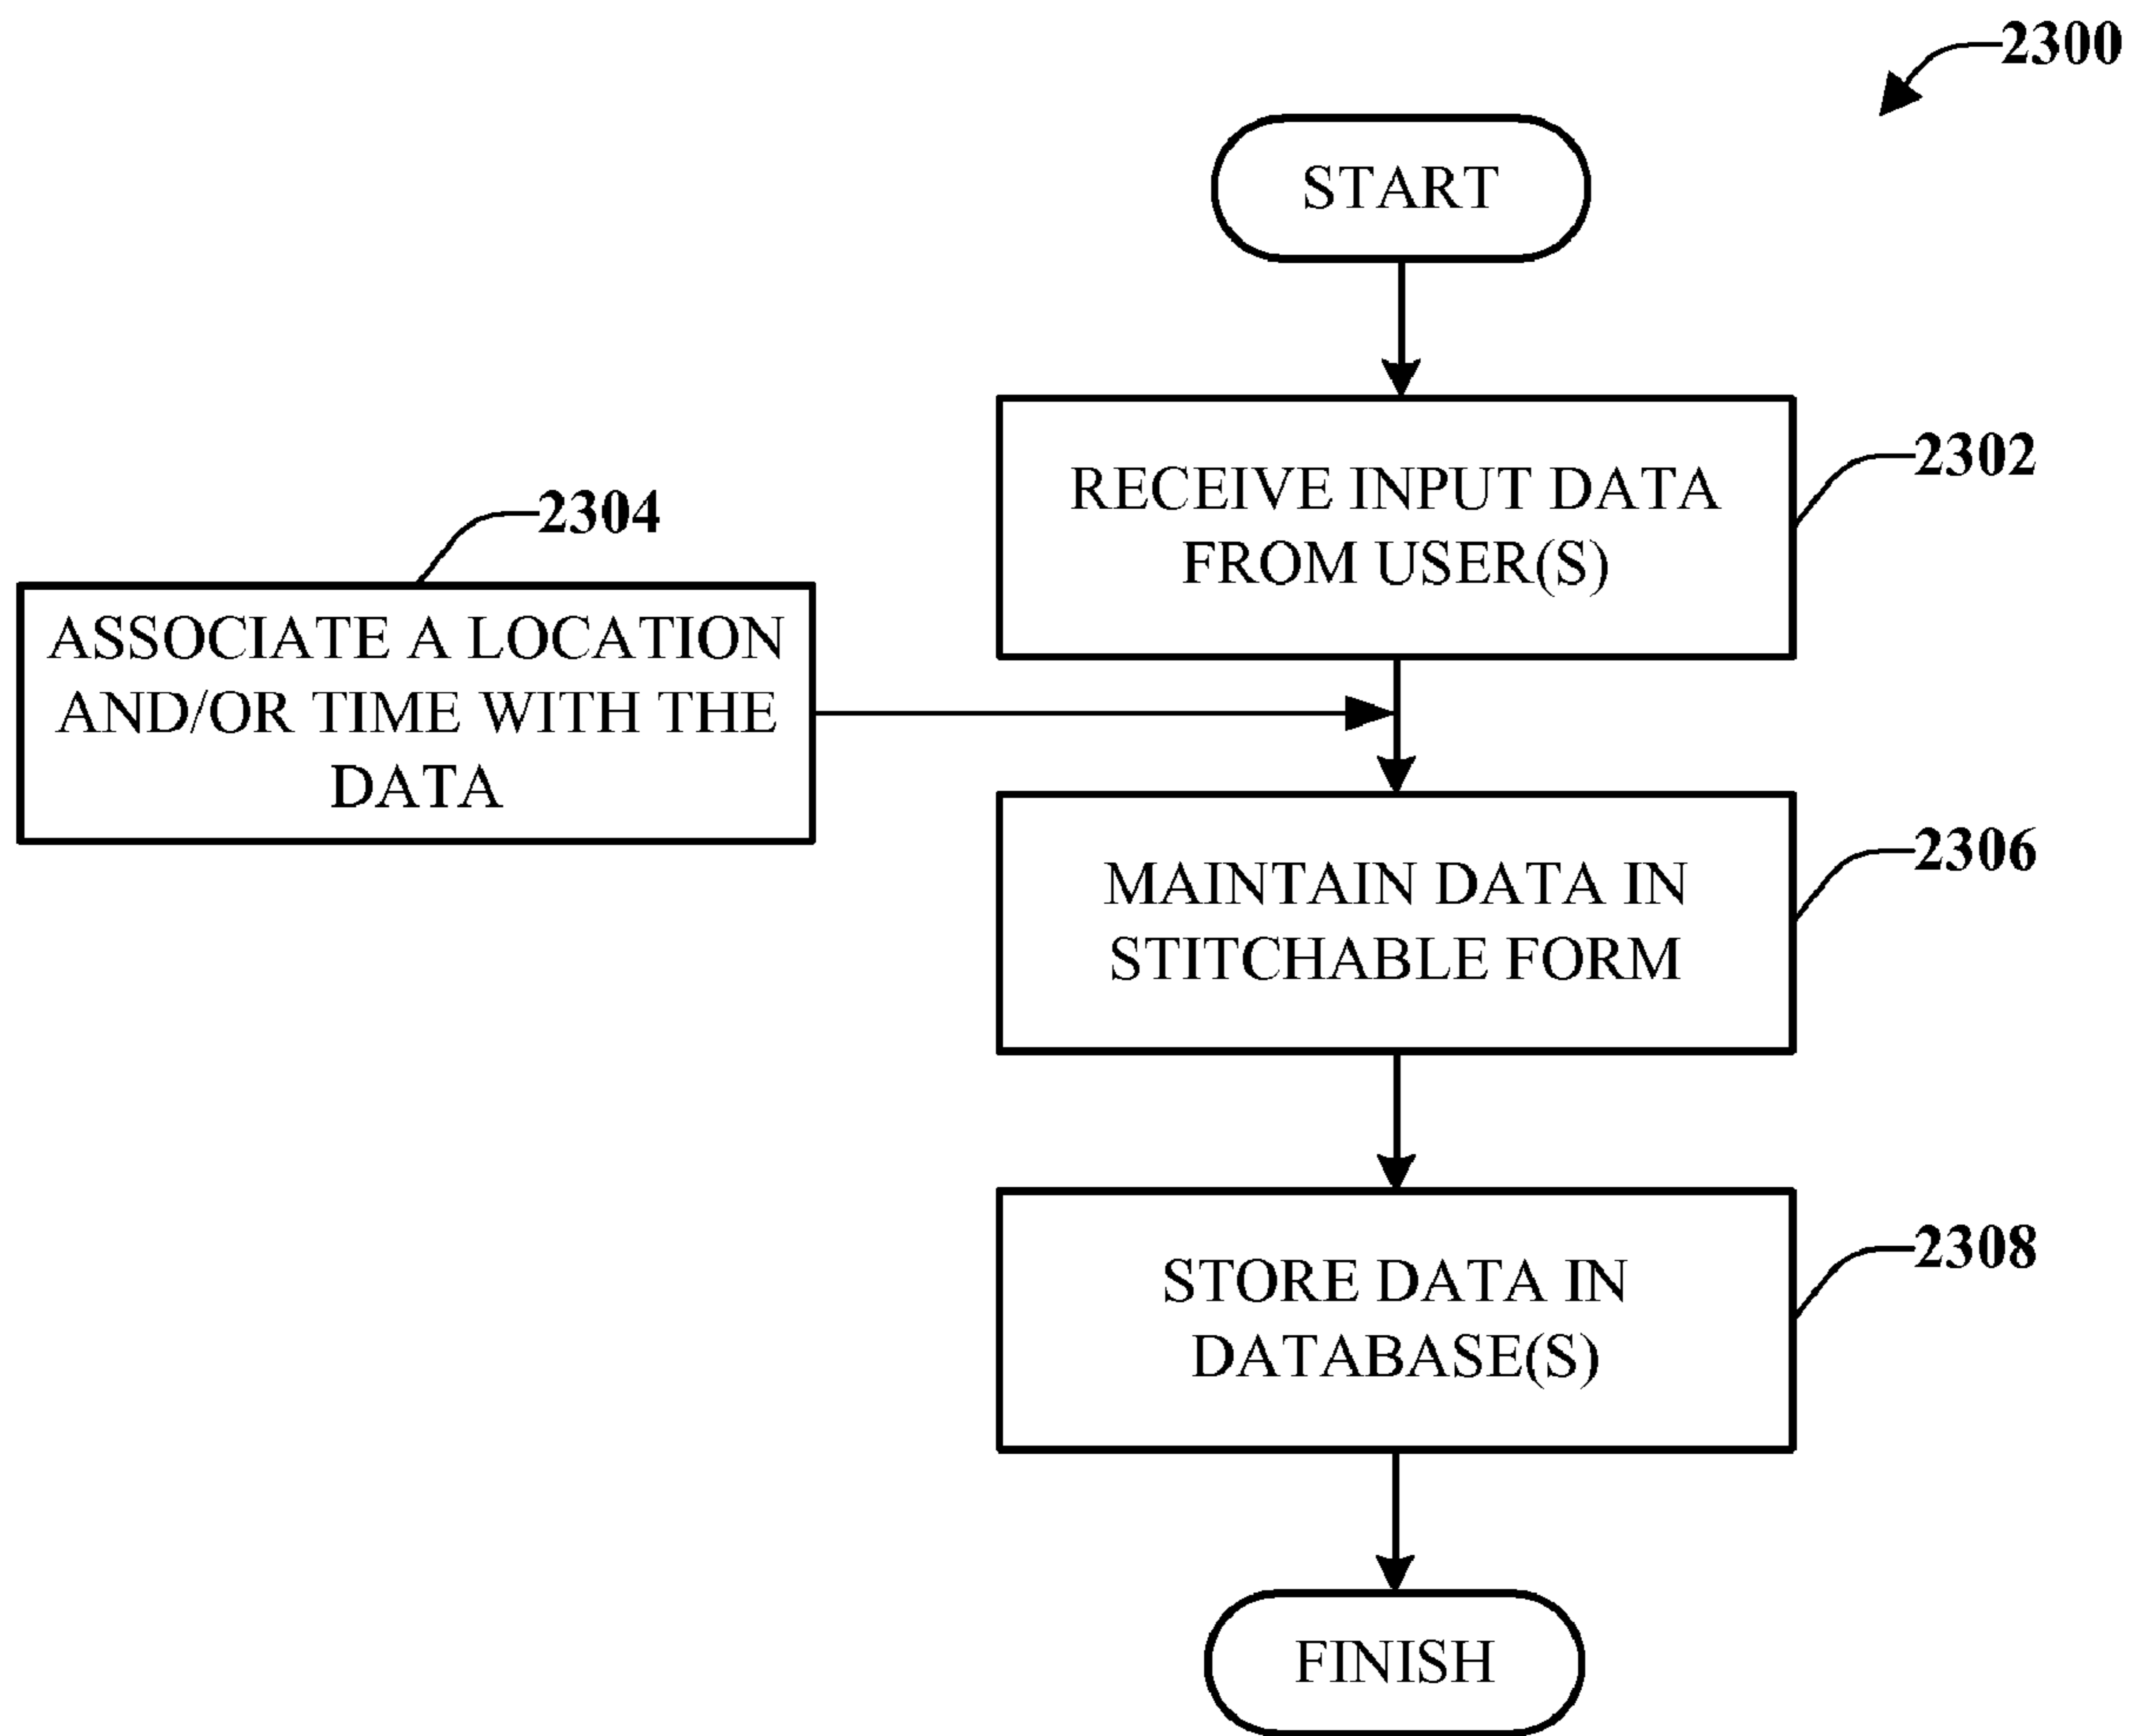 2300
START
RECEIVE INPUT DATA
FROM USER(S)
2302
2304
ASSOCIATE A LOCATION
AND/OR TIME WITH THE
DATA
MAINTAIN DATA IN
STITCHABLE FORM
2306
STORE DATA IN
DATABASE(S)
2308
FINISH